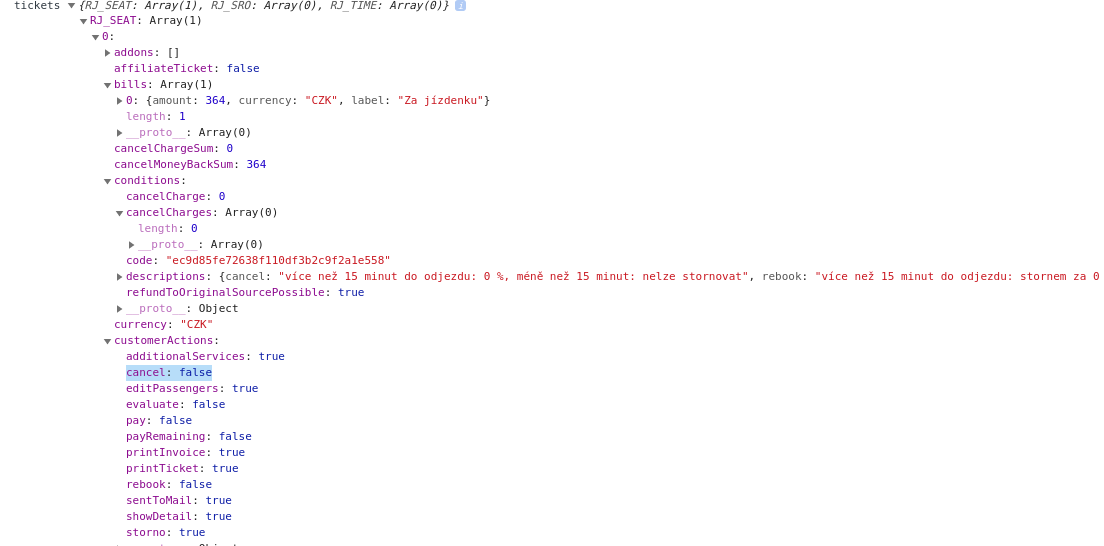 tickets {RJ_SEAT: Array(1), RJ_SRO: Array(0), RJ_TIME: Array(0)} i
RJ_SEAT: Array(1)
0:
addons: []
affiliateTicket: false
bills: Array(1)
0: {amount: 364, currency: "CZK", label: "Za jízdenku"}
length: 1
__proto__: Array(0)
cancelChargeSum: 0
cancelMoneyBackSum: 364
conditions:
cancelCharge: 0
cancelCharges: Array(0)
length: 0
__proto__: Array(0)
code: "ec9d85fe72638f110df3b2c9f2a1e558"
descriptions: {cancel: "více než 15 minut do odjezdu: 0 %, méně než 15 minut: nelze stornovat", rebook: "více než 15 minut do odjezdu: stornem za 0
refundToOriginalSourcePossible: true
__proto__: Object
currency: "CZK"
customerActions:
additionalServices: true
cancel: false
editPassengers: true
evaluate: false
pay: false
payRemaining: false
printInvoice: true
printTicket: true
rebook: false
sentToMail: true
showDetail: true
storno: true